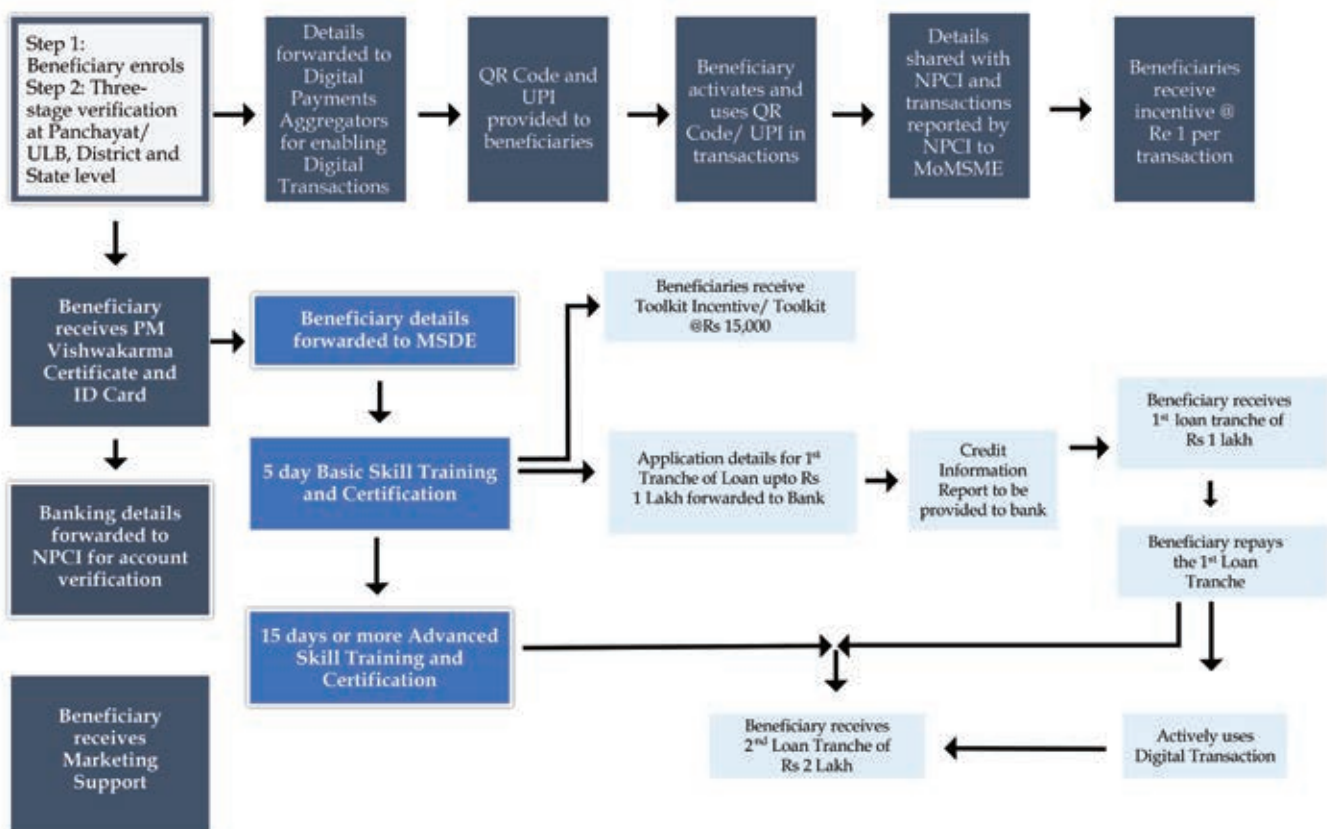 Step 1:
Beneficiary enrols
Step 2: Three-
stage verification
at Panchayat/
ULB, District and
State level
Details
forwarded to
Digital
Payments
Aggregators
for enabling
Digital
Transactions
QR Code and
UPI
provided to
beneficiaries
Beneficiary
activates and
uses QR
Code/ UPI in
transactions
Details
shared with
NPCI and
transactions
reported by
NPCI to
MoMSME
Beneficiaries
receive
incentive @
Re 1 per
transaction
Beneficiary
receives PM
Vishwakarma
Certificate and
ID Card
Beneficiary details
forwarded to MSDE
Beneficiaries receive
Toolkit Incentive/ Toolkit
@Rs 15,000
5 day Basic Skill Training
and Certification
Application details for 1st
Tranche of Loan upto Rs
1 Lakh forwarded to Bank
Credit
Information
Report to be
provided to bank
Beneficiary receives
1st loan tranche of
Rs 1 lakh
Banking details
forwarded to
NPCI for account
verification
Beneficiary repays
the 1st Loan
Tranche
15 days or more Advanced
Skill Training and
Certification
Beneficiary
receives
Marketing
Support
Beneficiary receives
2nd Loan Tranche of
Rs 2 Lakh
Actively uses
Digital Transaction